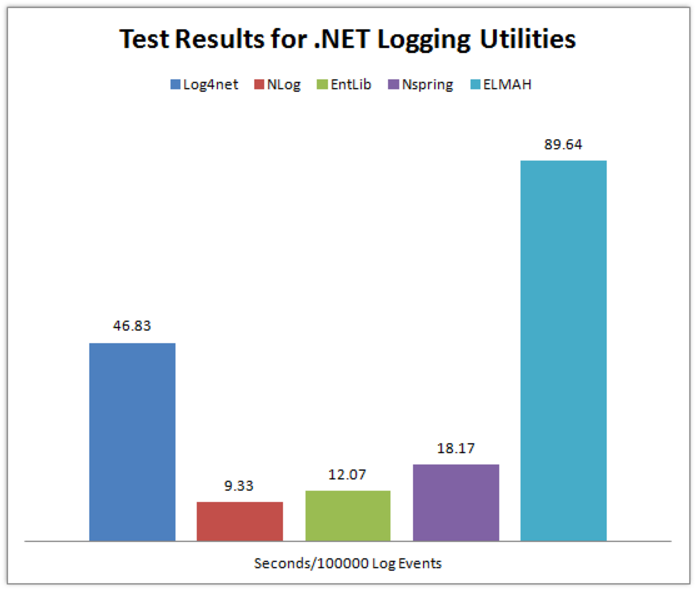 Test Results for .NET Logging Utilities
Log4net NLog EntLib Nspring ELMAH
89.64
46.83
18.17
12.07
9.33
Seconds/100000 Log Events